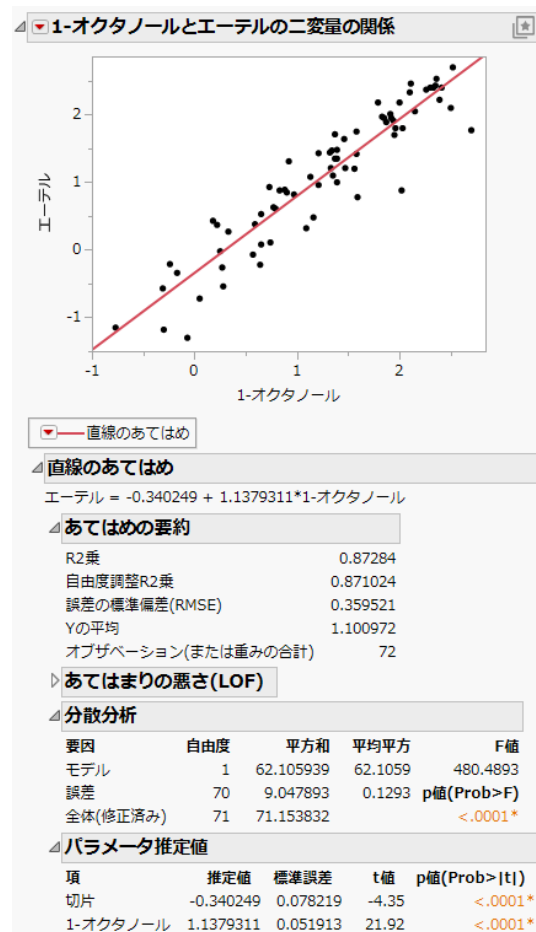 1-オクタノールとエーテルの二変量の関係
2
1
0
-1
エーテル
-1
0
1
2
1-オクタノール
直線のあてはめ
直線のあてはめ
エーテル = -0.340249 + 1.1379311*1-オクタノール
あてはめの要約
R2乗 0.87284
自由度調整R2乗 0.871024
誤差の標準偏差(RMSE) 0.359521
Yの平均 1.100972
オブザベーション(または重みの合計) 72
あてはまりの悪さ(LOF)
分散分析
要因 自由度 平方和 平均平方 F値
モデル 1 62.105939 62.1059 480.4893
誤差 70 9.047893 0.1293 p値(Prob>F)
全体(修正済み) 71 71.153832 <.0001*
パラメータ推定値
項 推定値 標準誤差 t値 p値(Prob>|t|)
切片 -0.340249 0.078219 -4.35 <.0001*
1-オクタノール 1.1379311 0.051913 21.92 <.0001*